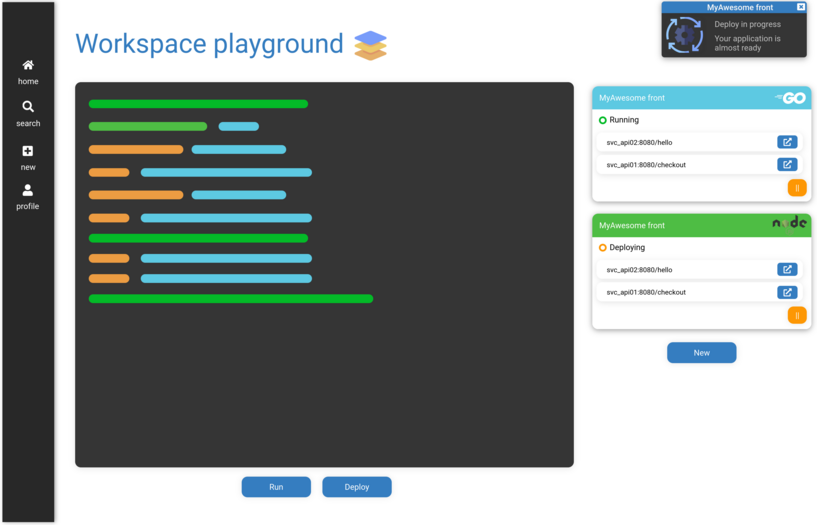 MyAwesome front
Deploy in progress
Your application is
almost ready
Workspace playground
home
search
new
profile
MyAwesome front
GO
Running
svc_api02:8080/hello
svc_api01:8080/checkout
MyAwesome front
node
Deploying
svc_api02:8080/hello
svc_api01:8080/checkout
New
Run
Deploy